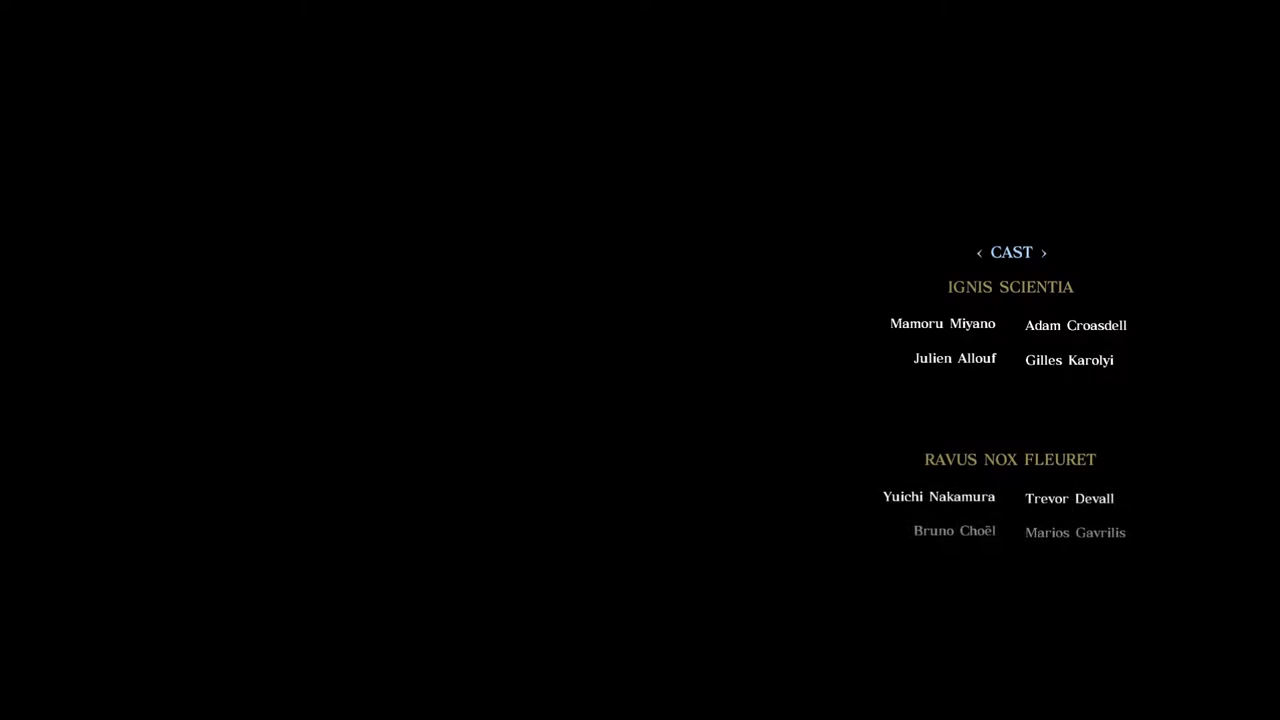 ‹ CAST ›
IGNIS SCIENTIA
Mamoru Miyano Adam Croasdell
Julien Allouf Gilles Karolyi
RAVUS NOX FLEURET
Yuichi Nakamura Trevor Devall
Bruno Choël Marios Gavrilis